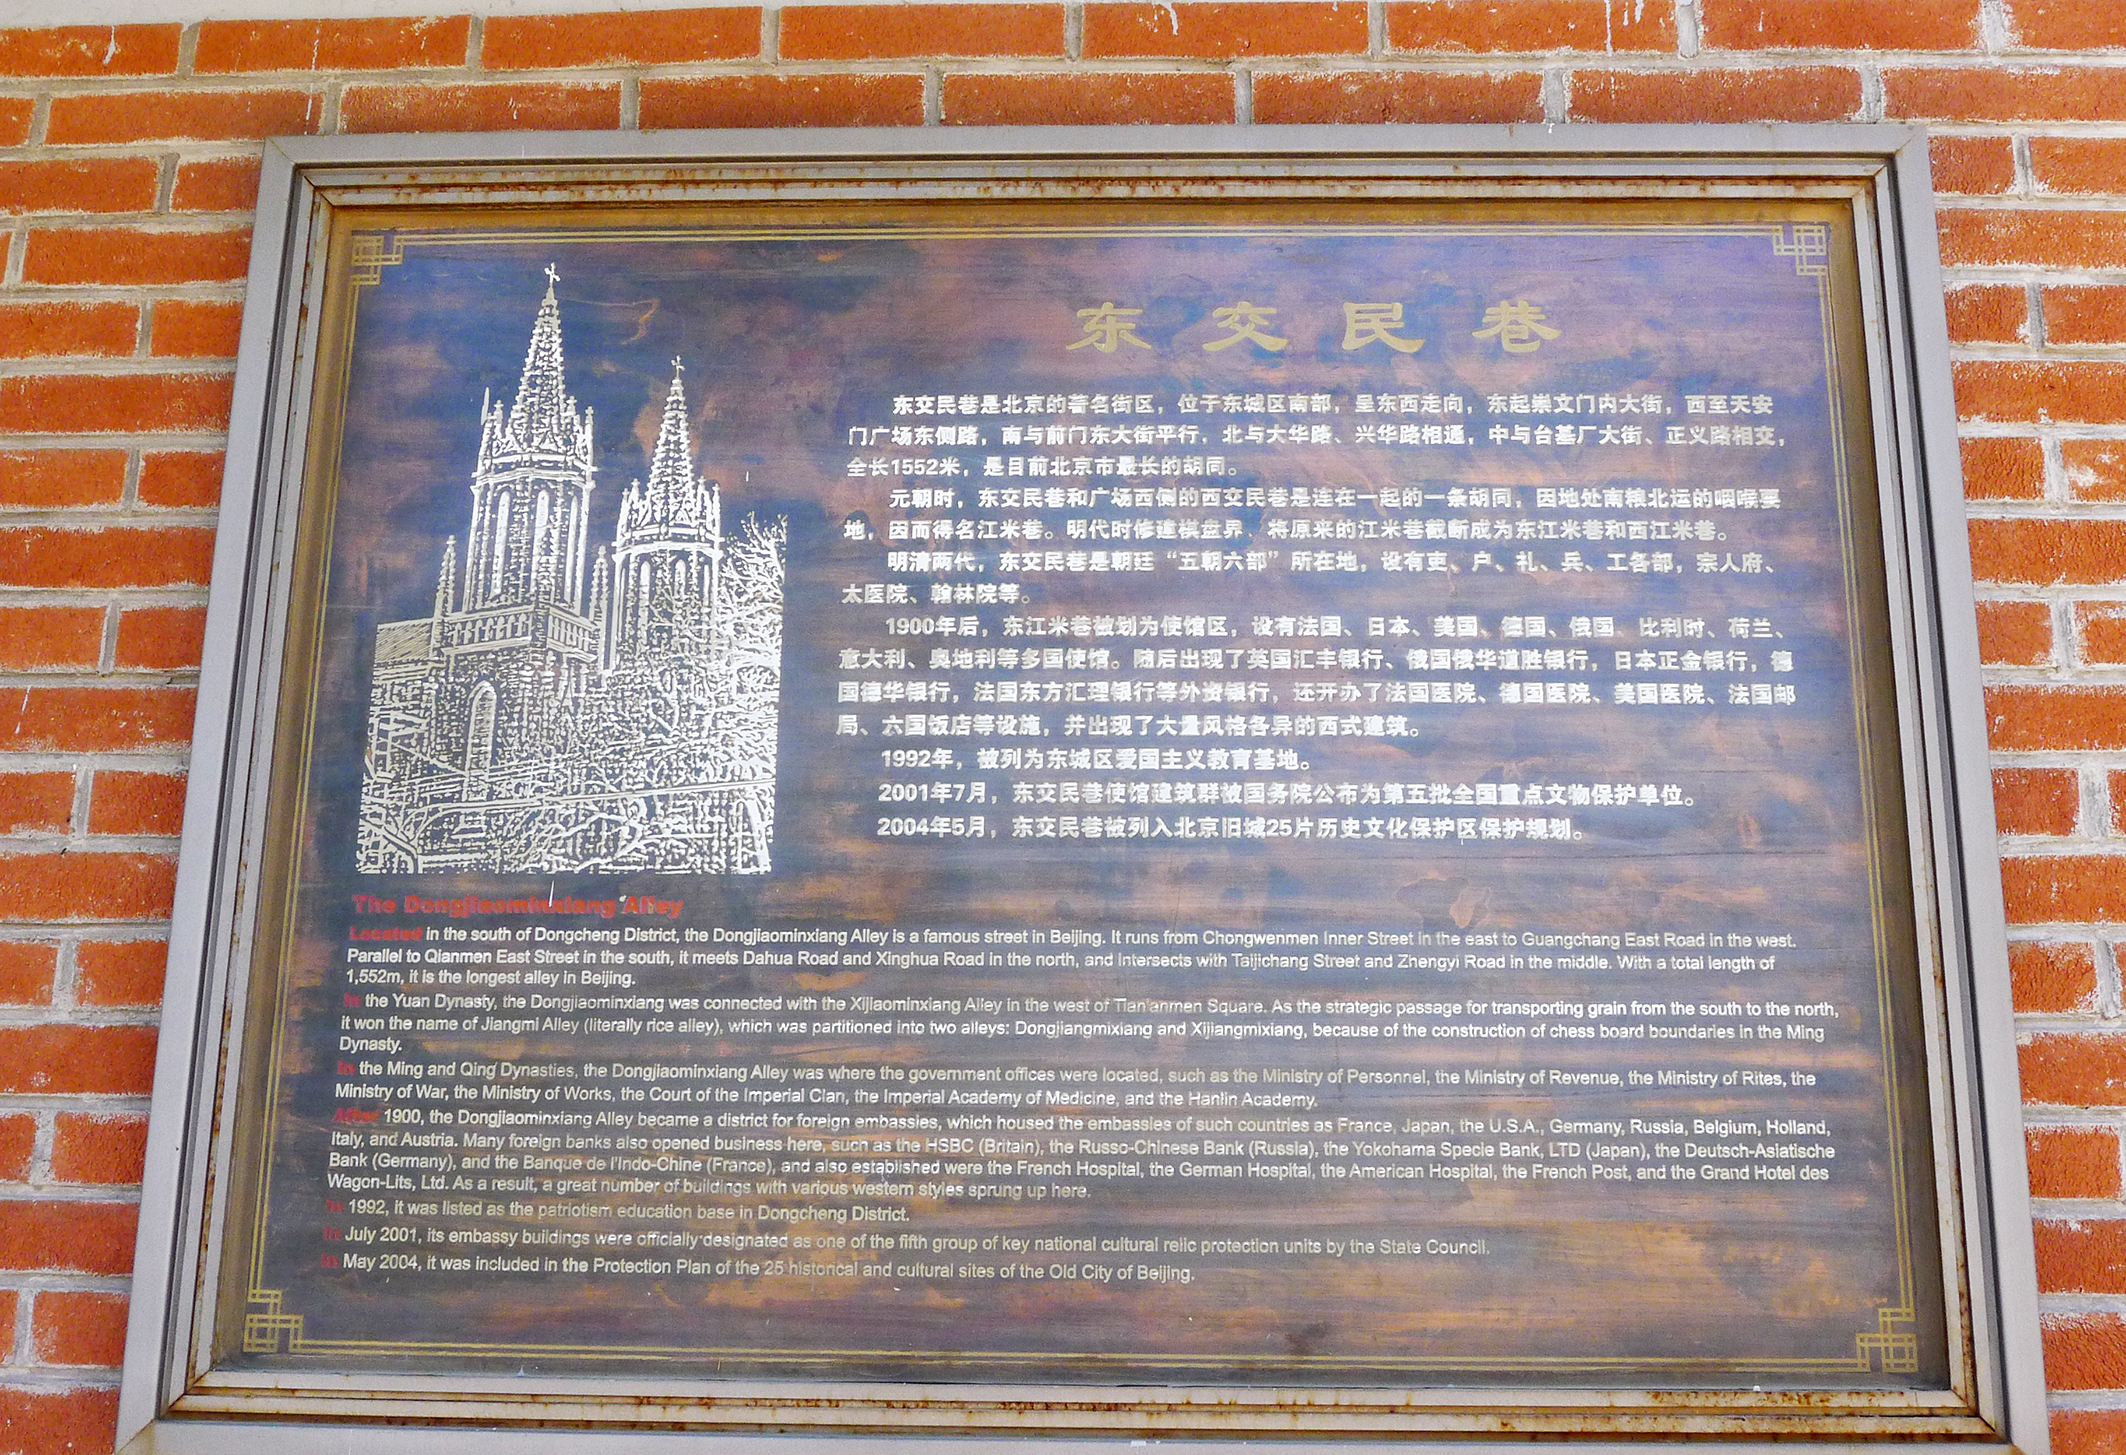 东交民巷
东交民巷是北京的著名街区，位于东城区南部，呈东西走向，东起崇文门内大街，西至天安
门广场东侧路，南与前门东大街平行，北与大华路、兴华路相通，中与台基厂大街、正义路相交，
全长1552米，是目前北京市最长的胡同。
元朝时，东交民巷和广场西侧的西交民巷是连在一起的一条胡同，因地处南粮北运的咽喉要
地，因而得名江米巷。明代时修建棋盘界，将原来的江米巷截断成为东江米巷和西江米巷。
明清两代，东交民巷是朝廷“五朝六部”所在地，设有吏、户、礼、兵、工各部，宗人府、
太医院、翰林院等。
1900年后，东江米巷被划为使馆区，设有法国、日本、美国、德国、俄国、比利时、荷兰、
意大利、奥地利等多国使馆。随后出现了英国汇丰银行、俄国俄华道胜银行，日本正金银行，德
国德华银行，法国东方汇理银行等外资银行，还开办了法国医院、德国医院、美国医院、法国邮
局、六国饭店等设施，并出现了大量风格各异的西式建筑。
1992年，被列为东城区爱国主义教育基地。
2001年7月，东交民巷使馆建筑群被国务院公布为第五批全国重点文物保护单位。
2004年5月，东交民巷被列入北京旧城25片历史文化保护区保护规划。
The Dongjiaominxiang Alley
Located in the south of Dongcheng District, the Dongjiaominxiang Alley is a famous street in Beijing. It runs from Chongwenmen Inner Street in the east to Guangchang East Road in the west.
Parallel to Qianmen East Street in the south, it meets Dahua Road and Xinghua Road in the north, and intersects with Taijichang Street and Zhengyi Road in the middle. With a total length of
1,552m, it is the longest alley in Beijing.
In the Yuan Dynasty, the Dongjiaominxiang was connected with the Xijiaominxiang Alley in the west of Tian'anmen Square. As the strategic passage for transporting grain from the south to the north,
it won the name of Jiangmi Alley (literally rice alley), which was partitioned into two alleys: Dongjiangmixiang and Xijiangmixiang, because of the construction of chess board boundaries in the Ming
Dynasty.
In the Ming and Qing Dynasties, the Dongjiaominxiang Alley was where the government offices were located, such as the Ministry of Personnel, the Ministry of Revenue, the Ministry of Rites, the
Ministry of War, the Ministry of Works, the Court of the Imperial Clan, the Imperial Academy of Medicine, and the Hanlin Academy.
After 1900, the Dongjiaominxiang Alley became a district for foreign embassies, which housed the embassies of such countries as France, Japan, the U.S.A., Germany, Russia, Belgium, Holland,
Italy, and Austria. Many foreign banks also opened business here, such as the HSBC (Britain), the Russo-Chinese Bank (Russia), the Yokohama Specie Bank, LTD (Japan), the Deutsch-Asiatische
Bank (Germany), and the Banque de l'Indo-Chine (France), and also established were the French Hospital, the German Hospital, the American Hospital, the French Post, and the Grand Hotel des
Wagon-Lits, Ltd. As a result, a great number of buildings with various western styles sprung up here.
In 1992, it was listed as the patriotism education base in Dongcheng District.
In July 2001, its embassy buildings were officially designated as one of the fifth group of key national cultural relic protection units by the State Council.
In May 2004, it was included in the Protection Plan of the 25 historical and cultural sites of the Old City of Beijing.